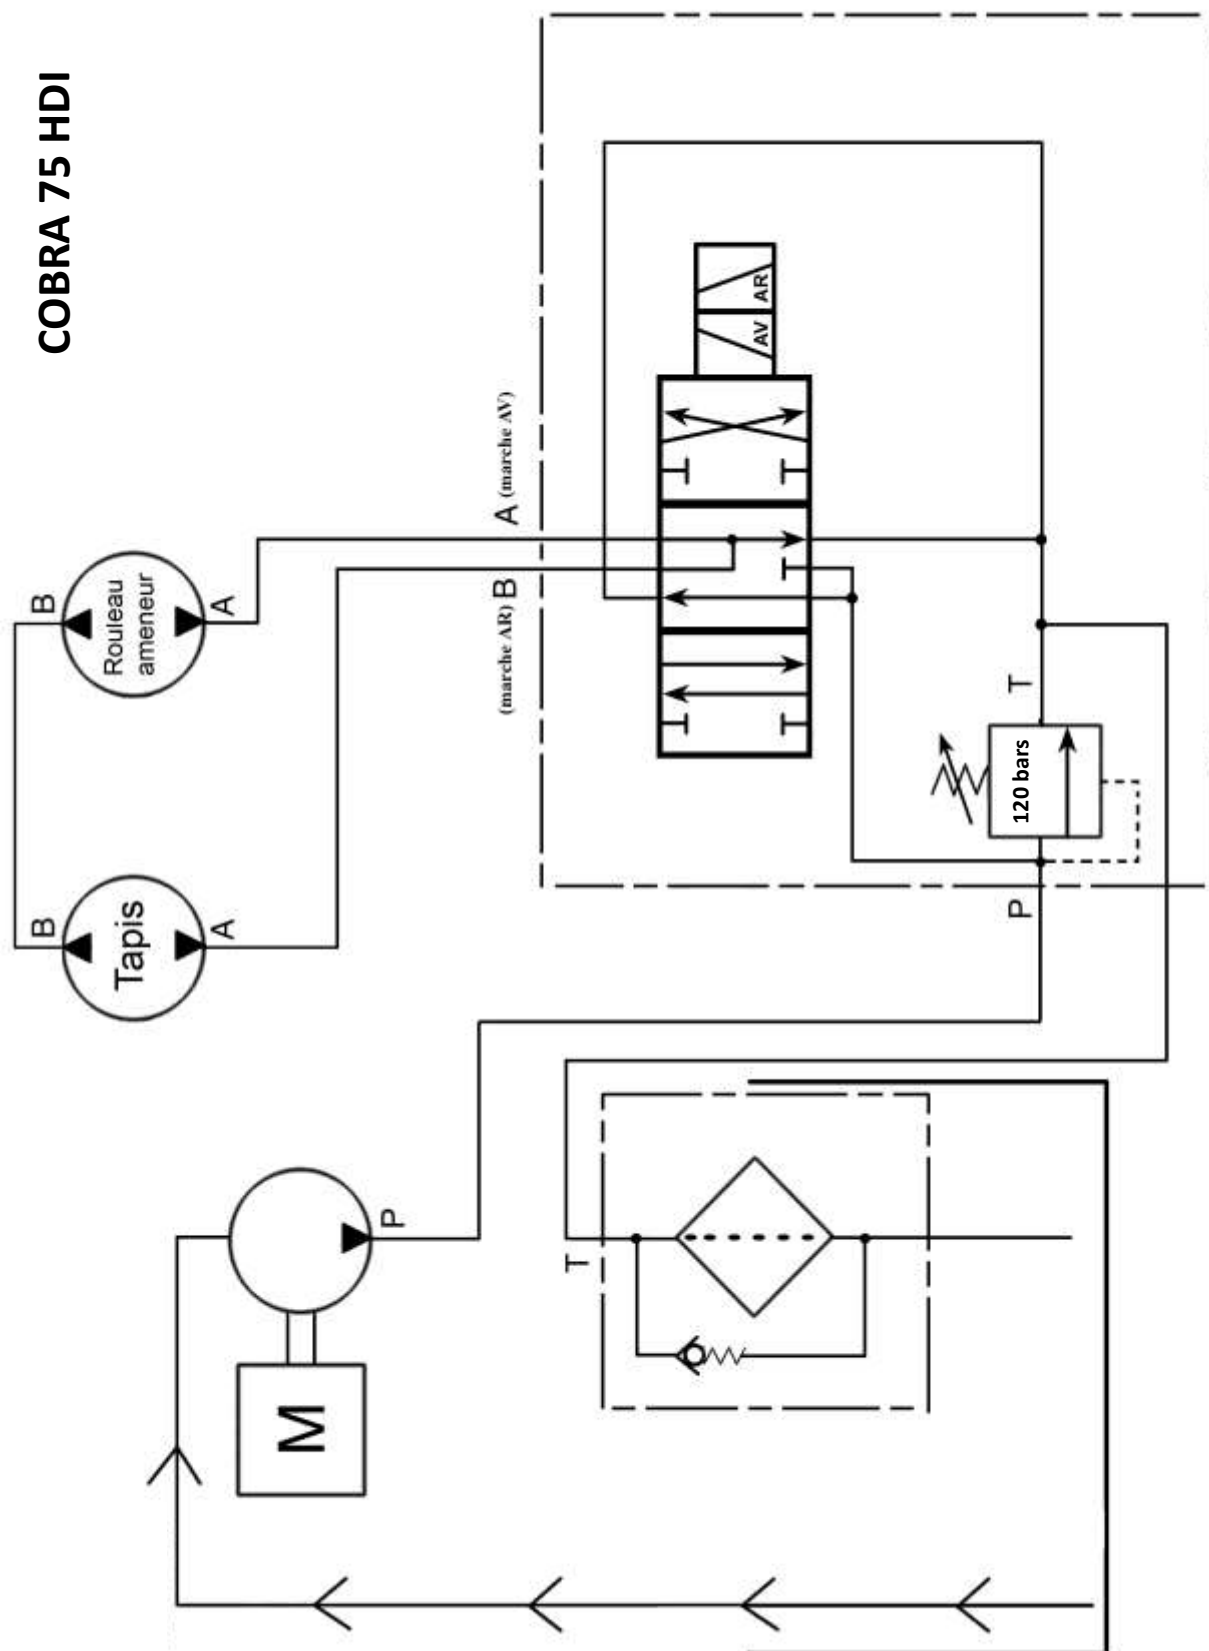 COBRA 75 HDI
B
B
Rouleau
ameneur
Tapis
A
A
A (marche AV)
(marche AR) B
AV
AR
T
120 bars
P
P
T
M